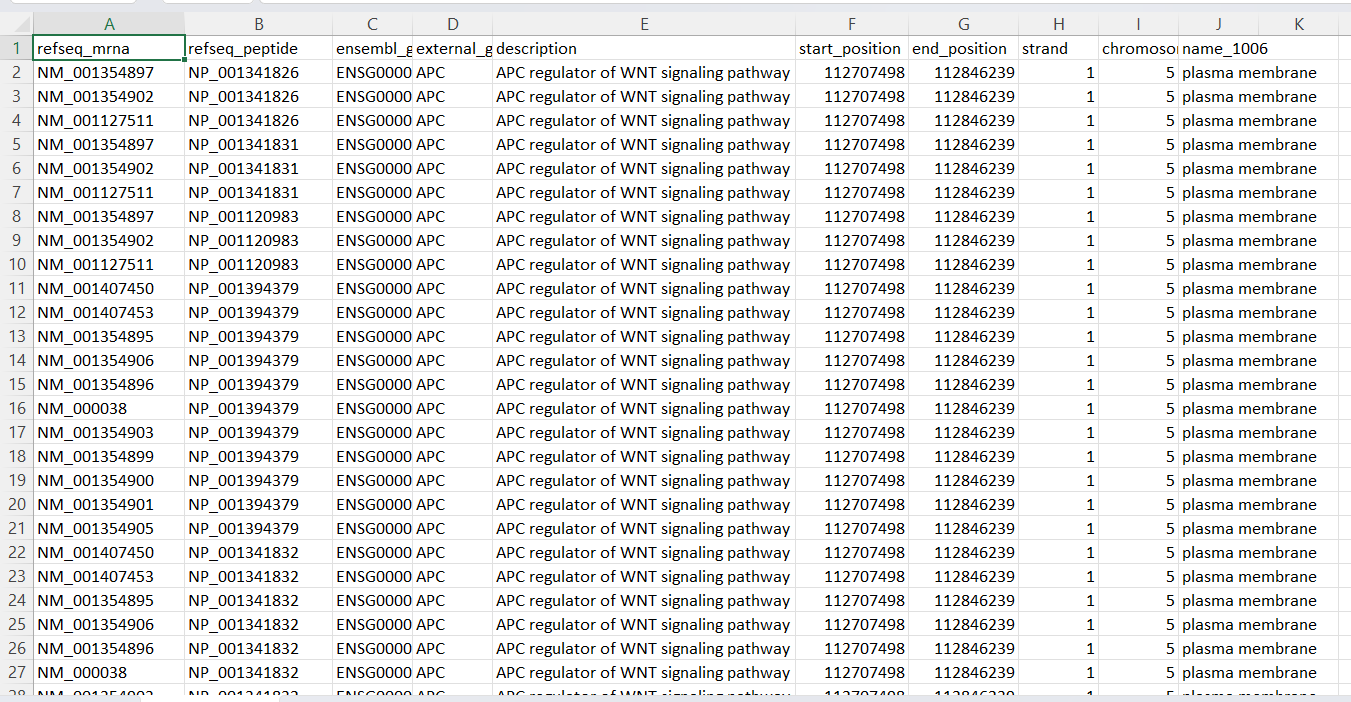 A B C D E F G H I J K
1 refseq_mrna refseq_peptide ensembl_g external_g description start_position end_position strand chromosor name_1006
2 NM_001354897 NP_001341826 ENSG0000 APC APC regulator of WNT signaling pathway 112707498 112846239 1 5 plasma membrane
3 NM_001354902 NP_001341826 ENSG0000 APC APC regulator of WNT signaling pathway 112707498 112846239 1 5 plasma membrane
4 NM_001127511 NP_001341826 ENSG0000 APC APC regulator of WNT signaling pathway 112707498 112846239 1 5 plasma membrane
5 NM_001354897 NP_001341831 ENSG0000 APC APC regulator of WNT signaling pathway 112707498 112846239 1 5 plasma membrane
6 NM_001354902 NP_001341831 ENSG0000 APC APC regulator of WNT signaling pathway 112707498 112846239 1 5 plasma membrane
7 NM_001127511 NP_001341831 ENSG0000 APC APC regulator of WNT signaling pathway 112707498 112846239 1 5 plasma membrane
8 NM_001354897 NP_001120983 ENSG0000 APC APC regulator of WNT signaling pathway 112707498 112846239 1 5 plasma membrane
9 NM_001354902 NP_001120983 ENSG0000 APC APC regulator of WNT signaling pathway 112707498 112846239 1 5 plasma membrane
10 NM_001127511 NP_001120983 ENSG0000 APC APC regulator of WNT signaling pathway 112707498 112846239 1 5 plasma membrane
11 NM_001407450 NP_001394379 ENSG0000 APC APC regulator of WNT signaling pathway 112707498 112846239 1 5 plasma membrane
12 NM_001407453 NP_001394379 ENSG0000 APC APC regulator of WNT signaling pathway 112707498 112846239 1 5 plasma membrane
13 NM_001354895 NP_001394379 ENSG0000 APC APC regulator of WNT signaling pathway 112707498 112846239 1 5 plasma membrane
14 NM_001354906 NP_001394379 ENSG0000 APC APC regulator of WNT signaling pathway 112707498 112846239 1 5 plasma membrane
15 NM_001354896 NP_001394379 ENSG0000 APC APC regulator of WNT signaling pathway 112707498 112846239 1 5 plasma membrane
16 NM_000038 NP_001394379 ENSG0000 APC APC regulator of WNT signaling pathway 112707498 112846239 1 5 plasma membrane
17 NM_001354903 NP_001394379 ENSG0000 APC APC regulator of WNT signaling pathway 112707498 112846239 1 5 plasma membrane
18 NM_001354899 NP_001394379 ENSG0000 APC APC regulator of WNT signaling pathway 112707498 112846239 1 5 plasma membrane
19 NM_001354900 NP_001394379 ENSG0000 APC APC regulator of WNT signaling pathway 112707498 112846239 1 5 plasma membrane
20 NM_001354901 NP_001394379 ENSG0000 APC APC regulator of WNT signaling pathway 112707498 112846239 1 5 plasma membrane
21 NM_001354905 NP_001394379 ENSG0000 APC APC regulator of WNT signaling pathway 112707498 112846239 1 5 plasma membrane
22 NM_001407450 NP_001341832 ENSG0000 APC APC regulator of WNT signaling pathway 112707498 112846239 1 5 plasma membrane
23 NM_001407453 NP_001341832 ENSG0000 APC APC regulator of WNT signaling pathway 112707498 112846239 1 5 plasma membrane
24 NM_001354895 NP_001341832 ENSG0000 APC APC regulator of WNT signaling pathway 112707498 112846239 1 5 plasma membrane
25 NM_001354906 NP_001341832 ENSG0000 APC APC regulator of WNT signaling pathway 112707498 112846239 1 5 plasma membrane
26 NM_001354896 NP_001341832 ENSG0000 APC APC regulator of WNT signaling pathway 112707498 112846239 1 5 plasma membrane
27 NM_000038 NP_001341832 ENSG0000 APC APC regulator of WNT signaling pathway 112707498 112846239 1 5 plasma membrane